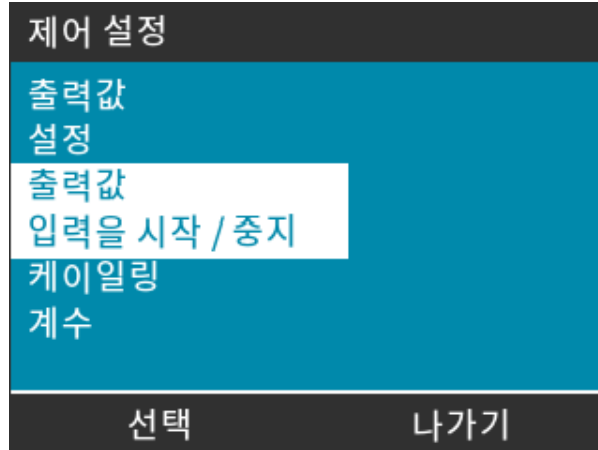 제어 설정
출력값
설정
출력값
입력을 시작 / 중지
케이일링
계수
선택 나가기